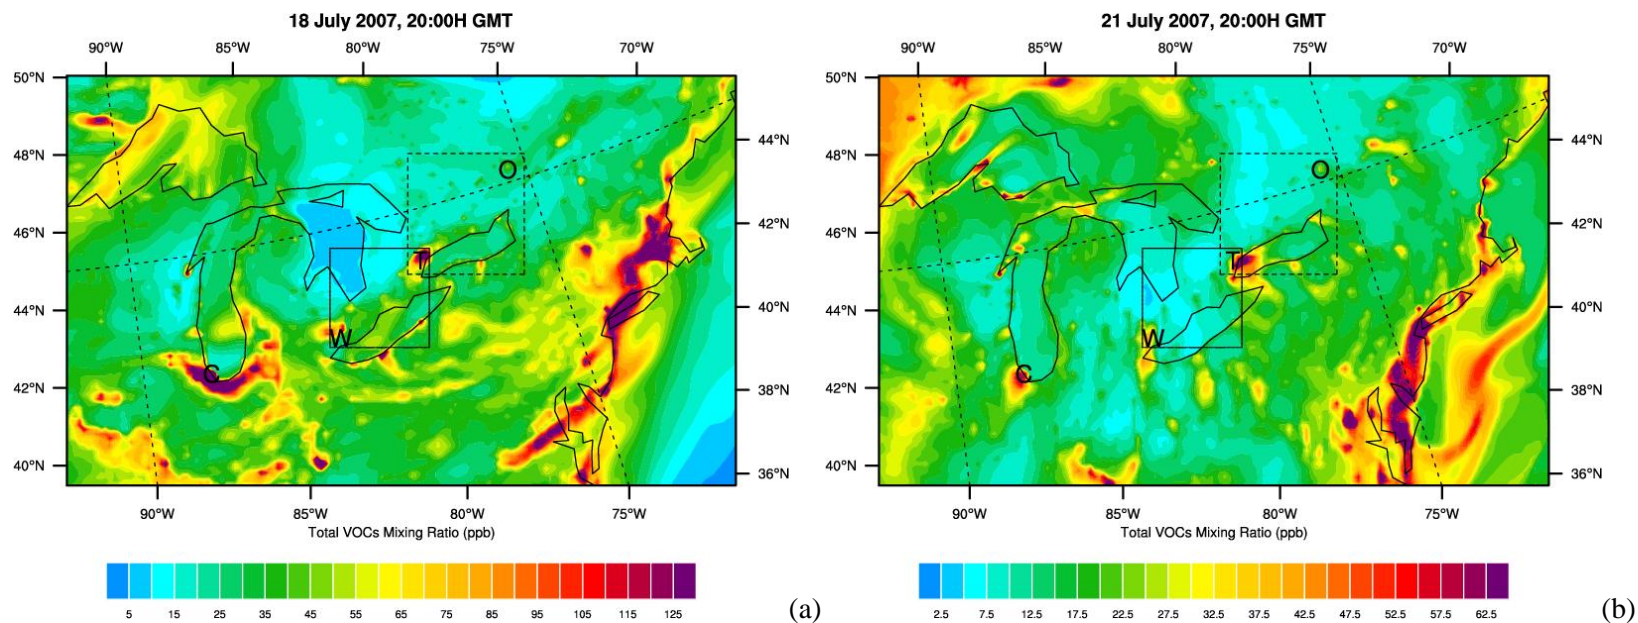 18 July 2007, 20:00H GMT
90°W 85°W 80°W 75°W 70°W
50°N
48°N
46°N
44°N
42°N
40°N
44°N
42°N
40°N
38°N
36°N
O
T
W
C
90°W 85°W 80°W 75°W
Total VOCs Mixing Ratio (ppb)
5 15 25 35 45 55 65 75 85 95 105 115 125
(a)
21 July 2007, 20:00H GMT
90°W 85°W 80°W 75°W 70°W
50°N
48°N
46°N
44°N
42°N
40°N
44°N
42°N
40°N
38°N
36°N
O
T
W
C
90°W 85°W 80°W 75°W
Total VOCs Mixing Ratio (ppb)
2.5 7.5 12.5 17.5 22.5 27.5 32.5 37.5 42.5 47.5 52.5 57.5 62.5
(b)